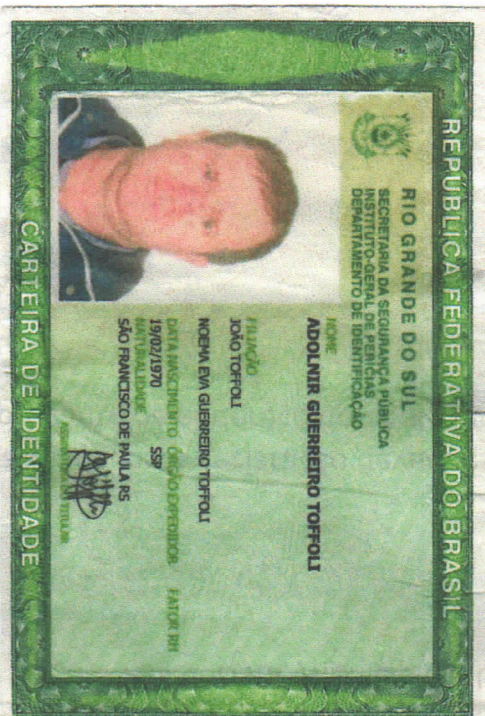 REPÚBLICA FEDERATIVA DO BRASIL
RIO GRANDE DO SUL
SECRETARIA DA SEGURANÇA PÚBLICA
INSTITUTO-GERAL DE PERÍCIAS
DEPARTAMENTO DE IDENTIFICAÇÃO
NOME
ADOLNIR GUERREIRO TOFFOLI
FILIAÇÃO
JOÃO TOFFOLI
NOEMA EVA GUERREIRO TOFFOLI
DATA NASCIMENTO ÓRGÃO EXPEDIDOR FATOR RH
19/02/1970 SSP
NATURALIDADE
SÃO FRANCISCO DE PAULA RS
TITULAR
CARTEIRA DE IDENTIDADE